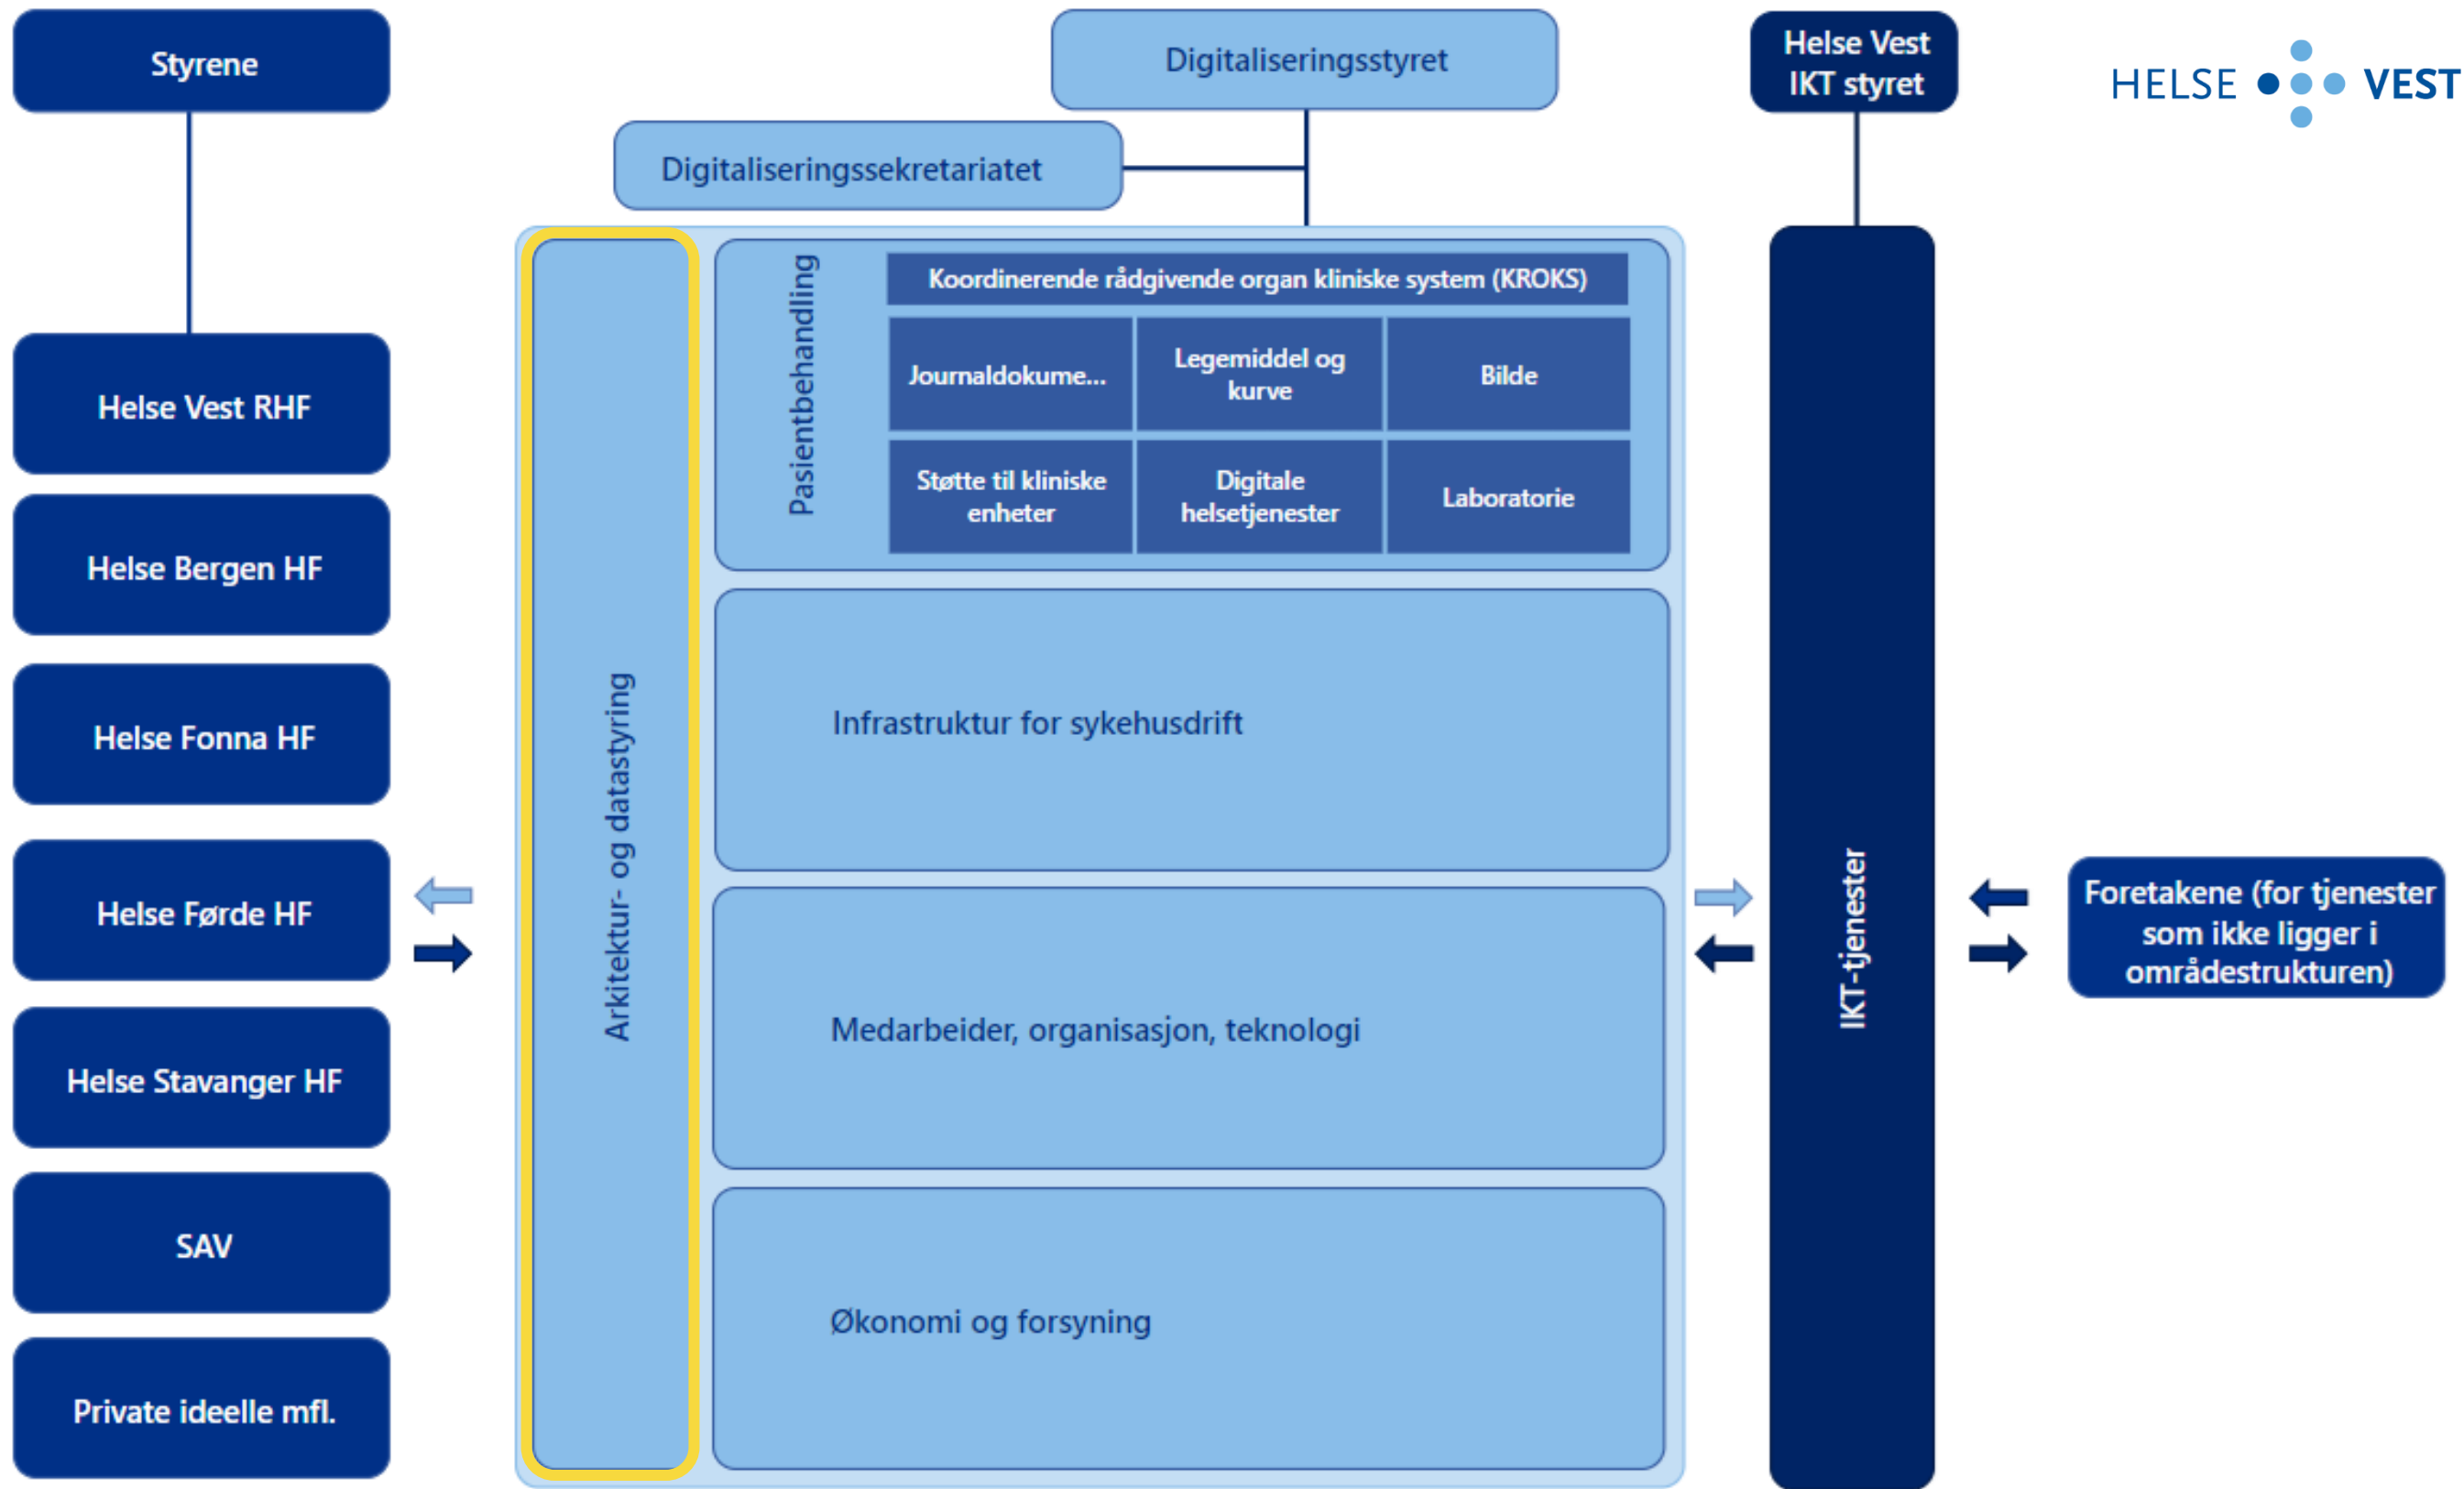 Styrene
Digitaliseringsstyret
Helse Vest
IKT styret
HELSE VEST
Digitaliseringssekretariatet
Helse Vest RHF
Helse Bergen HF
Helse Fonna HF
Helse Førde HF
Helse Stavanger HF
SAV
Private ideelle mfl.
Arkitektur- og datastyring
Pasientbehandling
Koordinerende rådgivende organ kliniske system (KROKS)
Journaldokume...
Legemiddel og
kurve
Bilde
Støtte til kliniske
enheter
Digitale
helsetjenester
Laboratorie
Infrastruktur for sykehusdrift
Medarbeider, organisasjon, teknologi
Økonomi og forsyning
IKT-tjenester
Foretakene (for tjenester
som ikke ligger i
områdestrukturen)